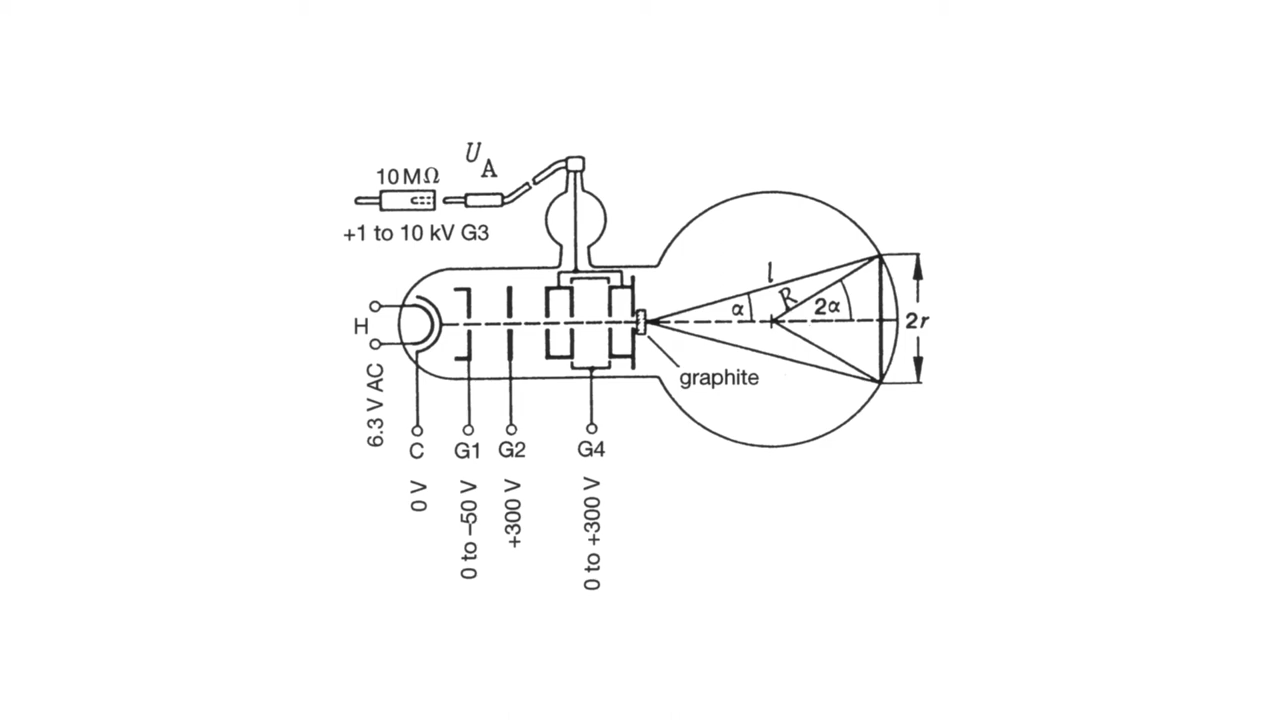 U_A
10 MΩ
+1 to 10 kV G3
l
R
α
2α
2r
H
graphite
6.3 V AC
C
G1
G2
G4
0 V
0 to –50 V
+300 V
0 to +300 V